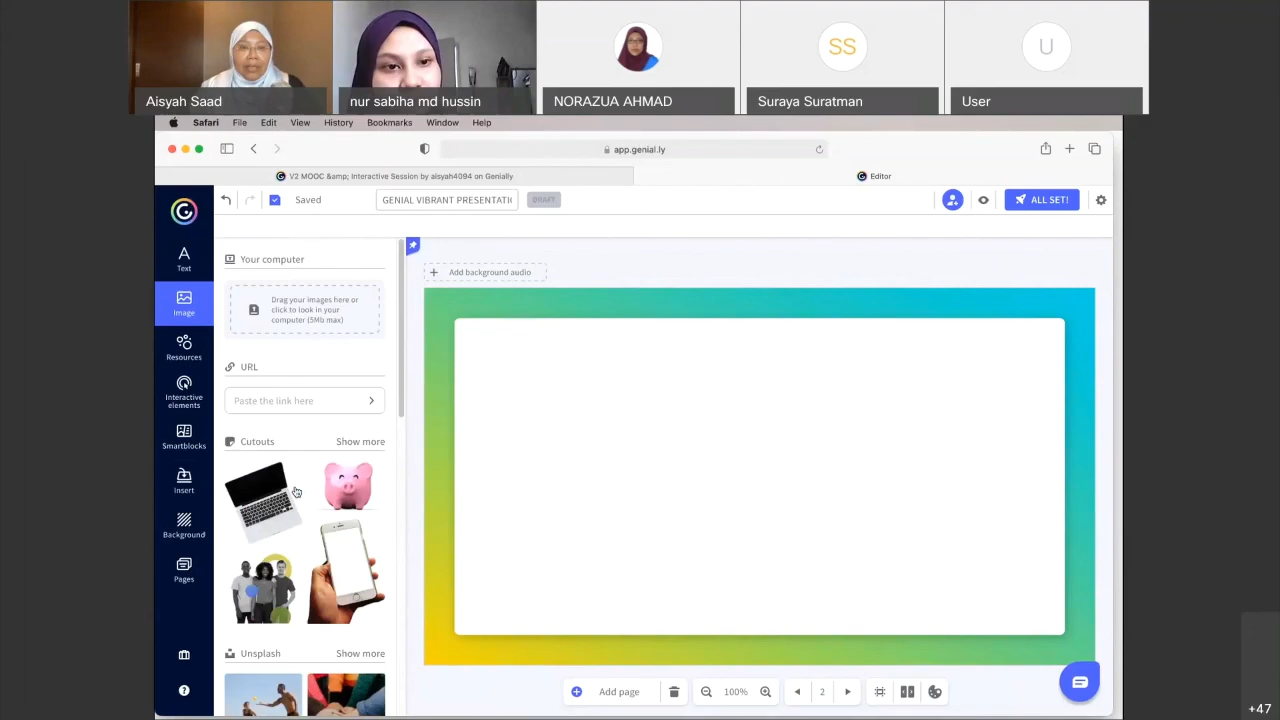 SS
U
Aisyah Saad
nur sabiha md hussin
NORAZUA AHMAD
Suraya Suratman
User
Safari File Edit View History Bookmarks Window Help
app.genial.ly
V2 MOOC &amp; Interactive Session by aisyah4094 on Genially
Editor
Saved
GENIAL VIBRANT PRESENTATI
DRAFT
ALL SET!
Text
Image
Resources
Interactive
elements
Smartblocks
Insert
Background
Pages
Your computer
Drag your images here or
click to look in your
computer (5Mb max)
URL
Paste the link here
Cutouts Show more
Unsplash Show more
Add background audio
Add page
100%
2
+47